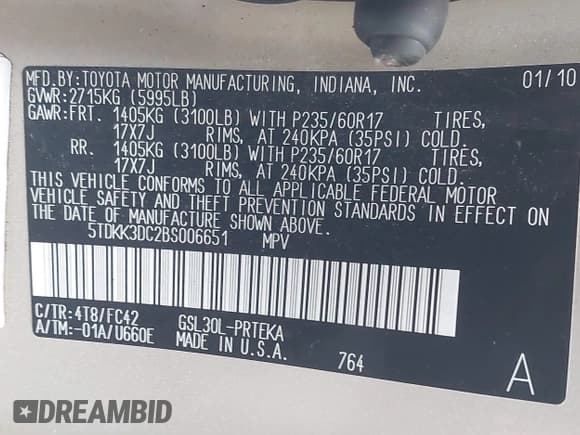 MFD.BY:TOYOTA MOTOR MANUFACTURING, INDIANA, INC. 01/10
GVWR:2715KG (5995LB)
GAWR:FRT. 1405KG (3100LB) WITH P235/60R17 TIRES,
17X7J RIMS, AT 240KPA (35PSI) COLD.
RR. 1405KG (3100LB) WITH P235/60R17 TIRES,
17X7J RIMS, AT 240KPA (35PSI) COLD.
THIS VEHICLE CONFORMS TO ALL APPLICABLE FEDERAL MOTOR
VEHICLE SAFETY AND THEFT PREVENTION STANDARDS IN EFFECT ON
THE DATE OF MANUFACTURE SHOWN ABOVE.
5TDKK3DC2BS006651 MPV
C/TR:4T8/FC42 GSL30L-PRTEKA
A/TM:-01A/U660E MADE IN U.S.A. 764 A
DREAMBID